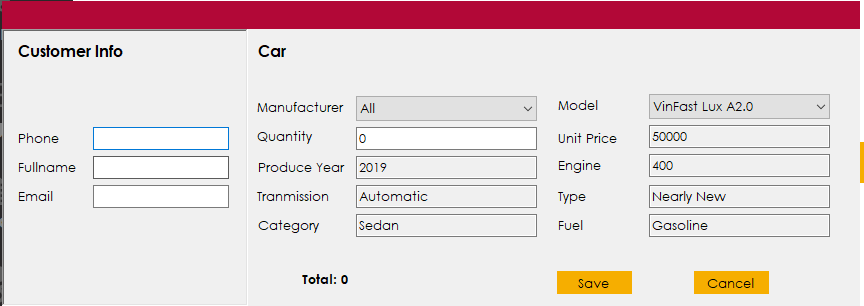 Customer Info
Car
Manufacturer All
Model VinFast Lux A2.0
Phone
Quantity 0
Unit Price 50000
Fullname
Produce Year 2019
Engine 400
Email
Tranmission Automatic
Type Nearly New
Category Sedan
Fuel Gasoline
Total: 0
Save
Cancel